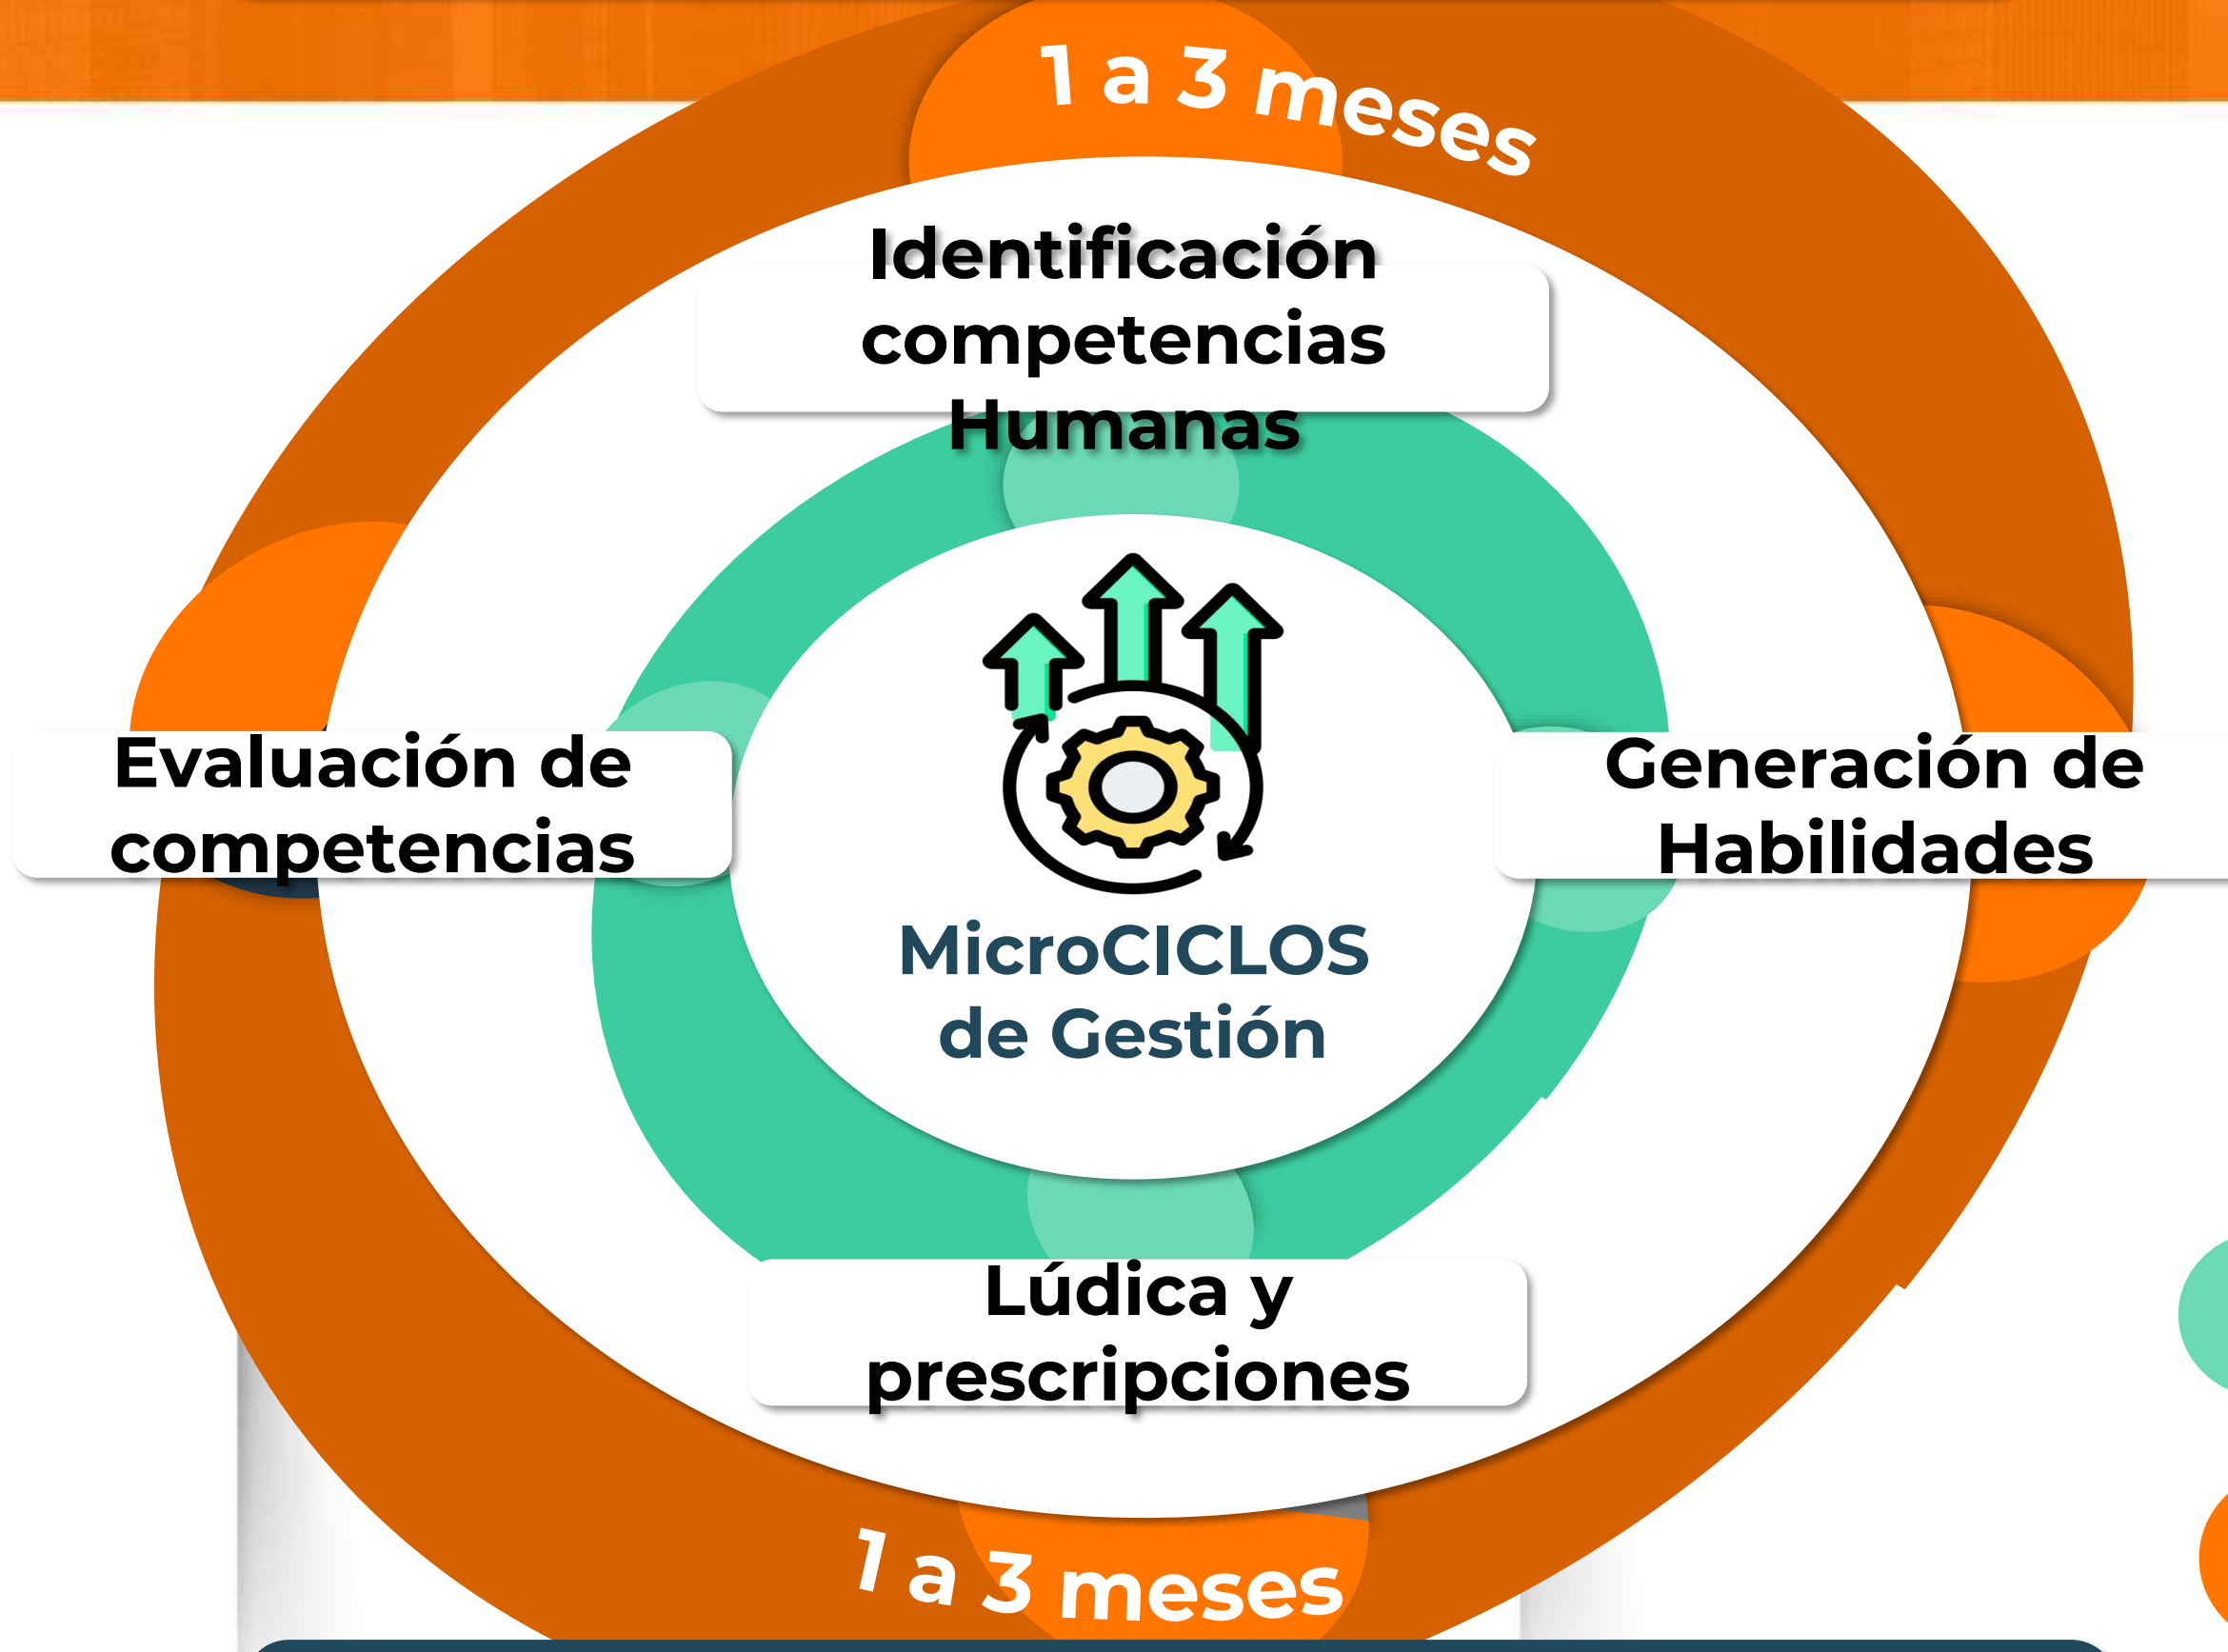 1 a 3 meses
Identificación
competencias
Humanas
Evaluación de
competencias
Generación de
Habilidades
MicroCICLOS
de Gestión
Lúdica y
prescripciones
1 a 3 meses